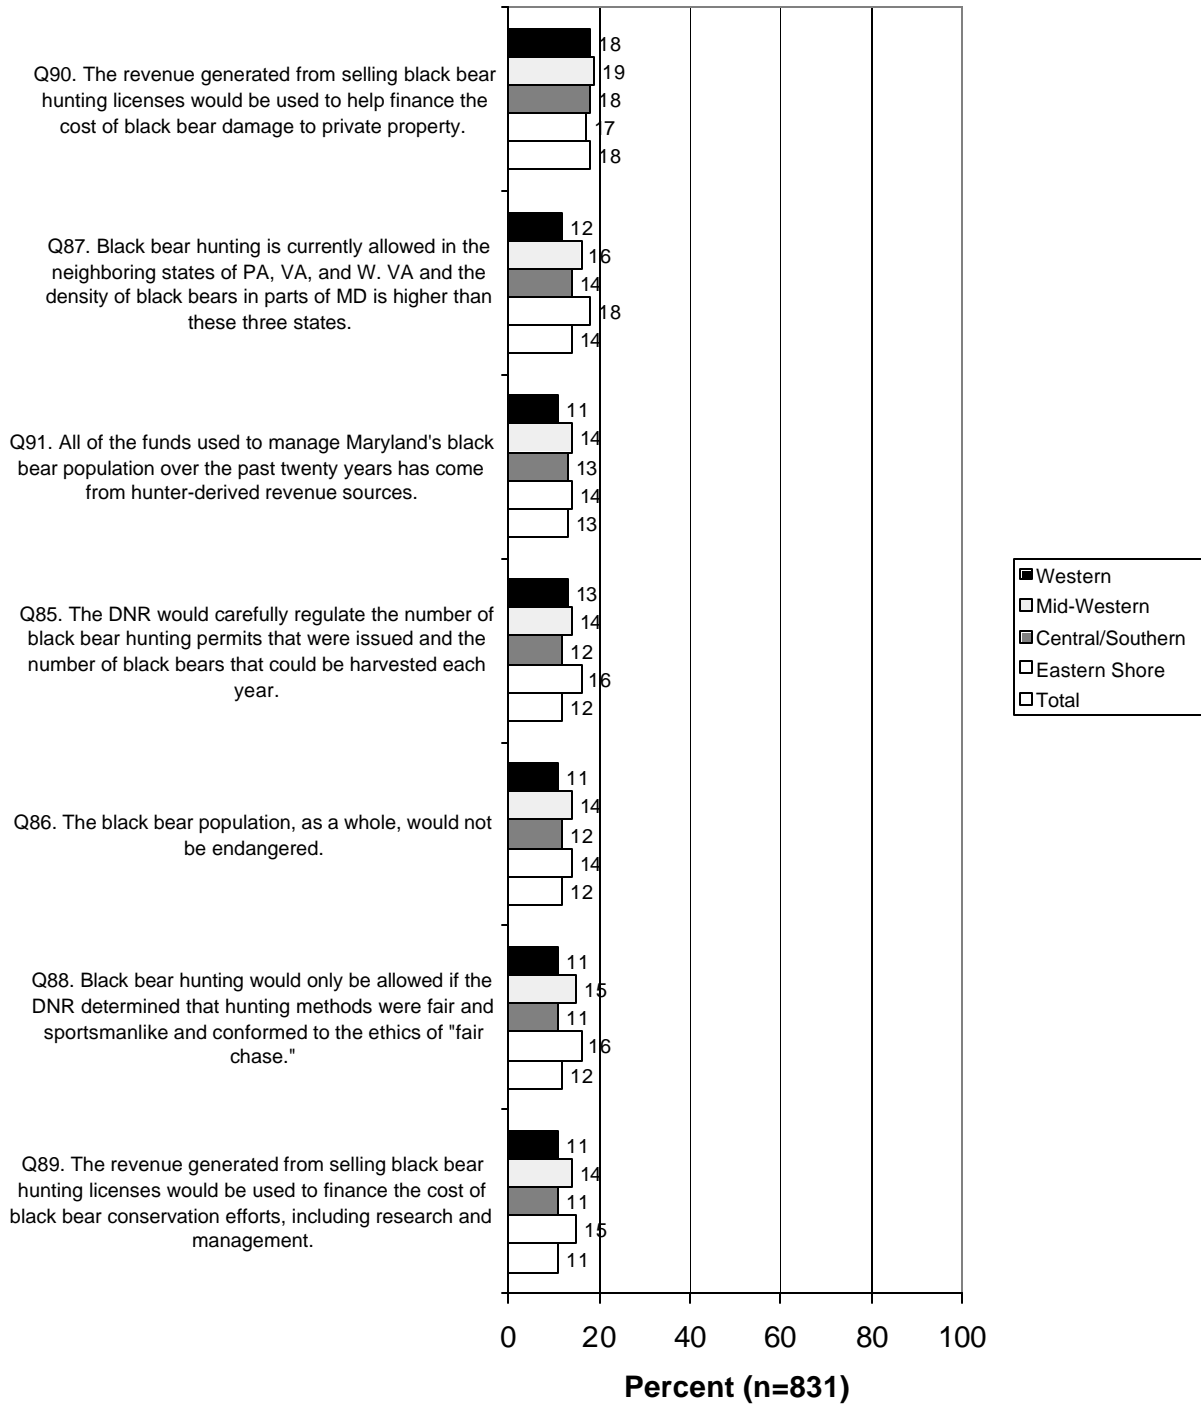 Q90. The revenue generated from selling black bear
hunting licenses would be used to help finance the
cost of black bear damage to private property.
18
19
18
17
18
Q87. Black bear hunting is currently allowed in the
neighboring states of PA, VA, and W. VA and the
density of black bears in parts of MD is higher than
these three states.
12
16
14
18
14
Q91. All of the funds used to manage Maryland's black
bear population over the past twenty years has come
from hunter-derived revenue sources.
11
14
13
14
13
Q85. The DNR would carefully regulate the number of
black bear hunting permits that were issued and the
number of black bears that could be harvested each
year.
13
14
12
16
12
Q86. The black bear population, as a whole, would not
be endangered.
11
14
12
14
12
Q88. Black bear hunting would only be allowed if the
DNR determined that hunting methods were fair and
sportsmanlike and conformed to the ethics of "fair
chase."
11
15
11
16
12
Q89. The revenue generated from selling black bear
hunting licenses would be used to finance the cost of
black bear conservation efforts, including research and
management.
11
14
11
15
11
Western
Mid-Western
Central/Southern
Eastern Shore
Total
0 20 40 60 80 100
Percent (n=831)